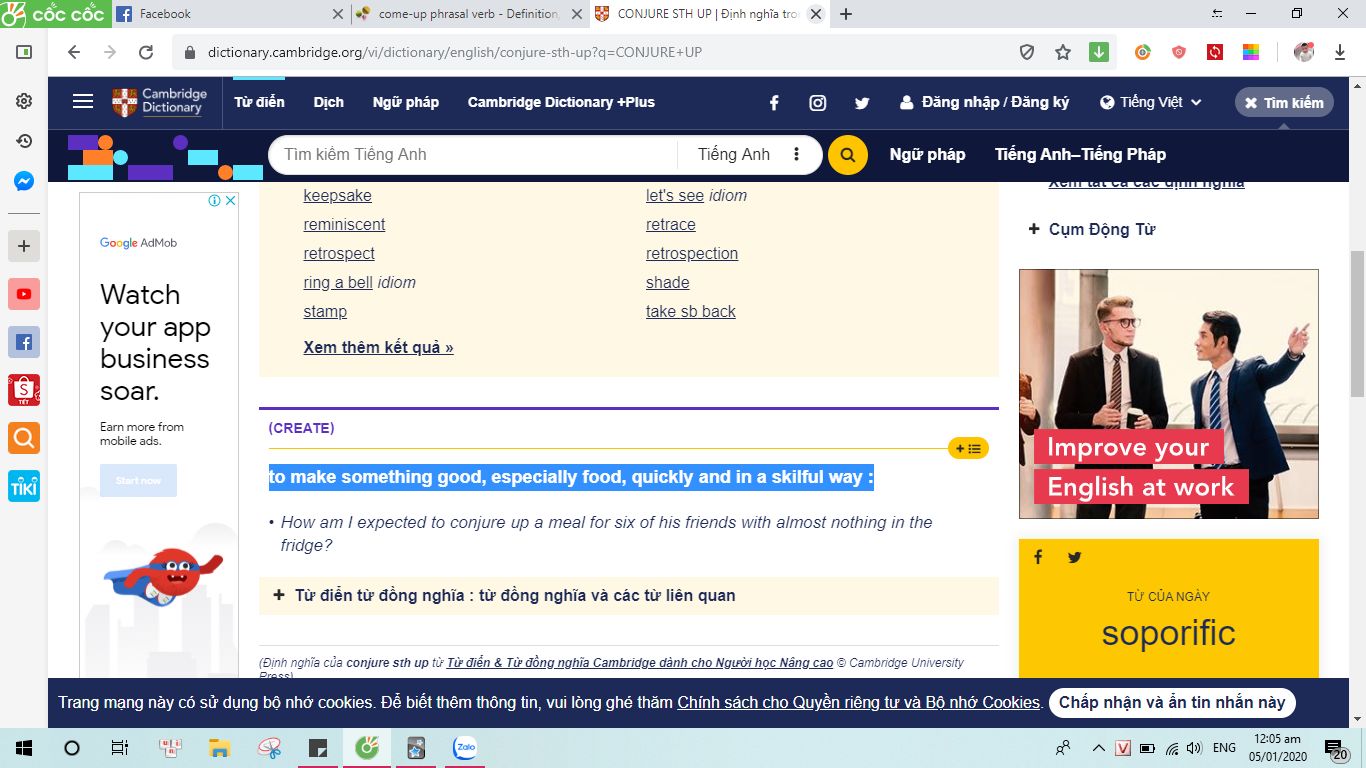 cốc cốc
Facebook
come-up phrasal verb - Definition,
CONJURE STH UP | Định nghĩa tro
dictionary.cambridge.org/vi/dictionary/english/conjure-sth-up?q=CONJURE+UP
Cambridge
Dictionary
Từ điển
Dịch
Ngữ pháp
Cambridge Dictionary +Plus
Đăng nhập / Đăng ký
Tiếng Việt
Tìm kiếm
Tìm kiếm Tiếng Anh
Tiếng Anh
Ngữ pháp
Tiếng Anh–Tiếng Pháp
Google AdMob
Watch
your app
business
soar.
Earn more from
mobile ads.
Start now
keepsake
let's see idiom
reminiscent
retrace
retrospect
retrospection
ring a bell idiom
shade
stamp
take sb back
Xem thêm kết quả »
(CREATE)
to make something good, especially food, quickly and in a skilful way :
• How am I expected to conjure up a meal for six of his friends with almost nothing in the
fridge?
+ Từ điển từ đồng nghĩa : từ đồng nghĩa và các từ liên quan
(Định nghĩa của conjure sth up từ Từ điển & Từ đồng nghĩa Cambridge dành cho Người học Nâng cao © Cambridge University
Press)
Xem tất cả các định nghĩa
+ Cụm Động Từ
Improve your
English at work
TỪ CỦA NGÀY
soporific
Trang mạng này có sử dụng bộ nhớ cookies. Để biết thêm thông tin, vui lòng ghé thăm Chính sách cho Quyền riêng tư và Bộ nhớ Cookies.
Chấp nhận và ẩn tin nhắn này
TẾT
TIKI
Zalo
V
ENG
12:05 am
05/01/2020
20